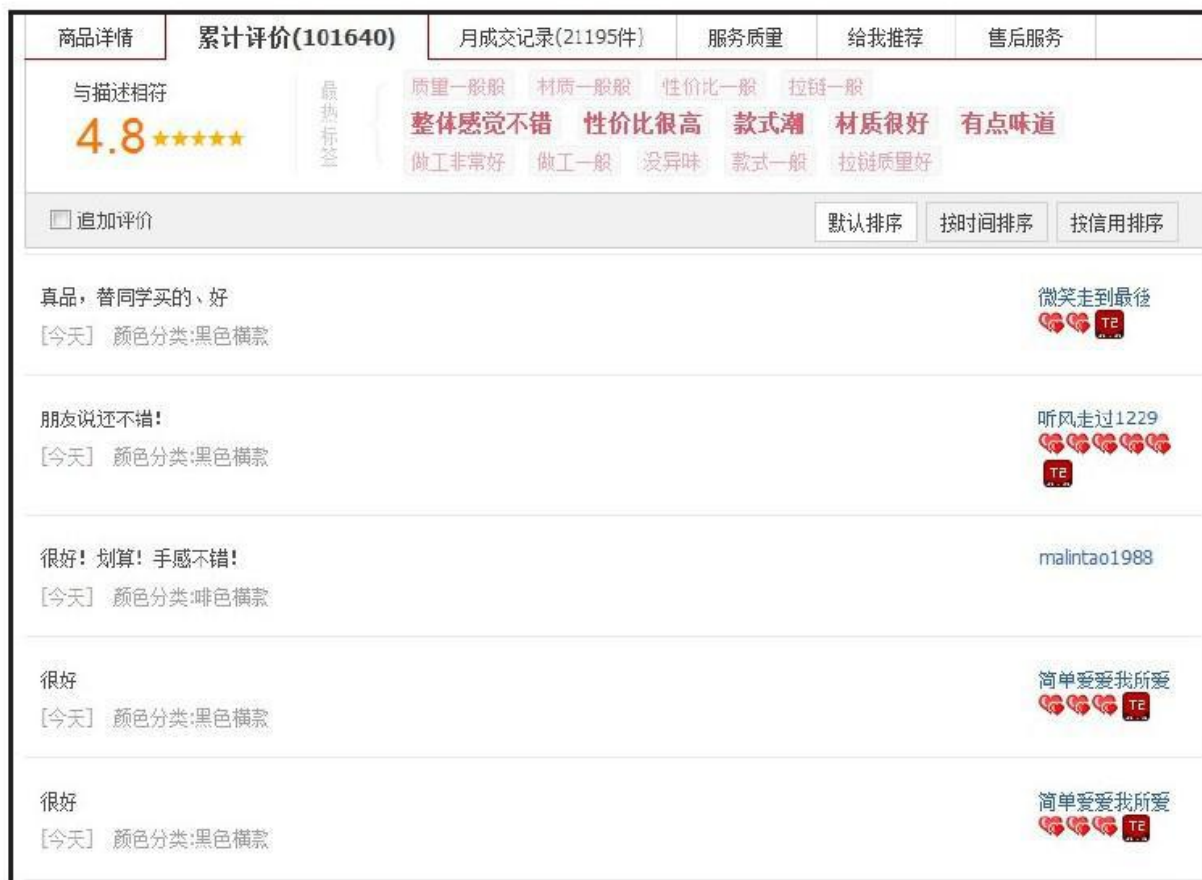 商品详情 累计评价(101640) 月成交记录(21195件) 服务质量 给我推荐 售后服务
与描述相符
4.8
最热标签
质量一般般 材质一般般 性价比一般 拉链一般
整体感觉不错 性价比很高 款式潮 材质很好 有点味道
做工非常好 做工一般 没异味 款式一般 拉链质量好
追加评价 默认排序 按时间排序 按信用排序
真品，替同学买的、好 微笑走到最後
[今天] 颜色分类:黑色横款 T2
朋友说还不错! 听风走过1229
[今天] 颜色分类:黑色横款
T2
很好! 划算! 手感不错! malintao1988
[今天] 颜色分类:啡色横款
很好 简单爱爱我所爱
[今天] 颜色分类:黑色横款 T2
很好 简单爱爱我所爱
[今天] 颜色分类:黑色横款 T2